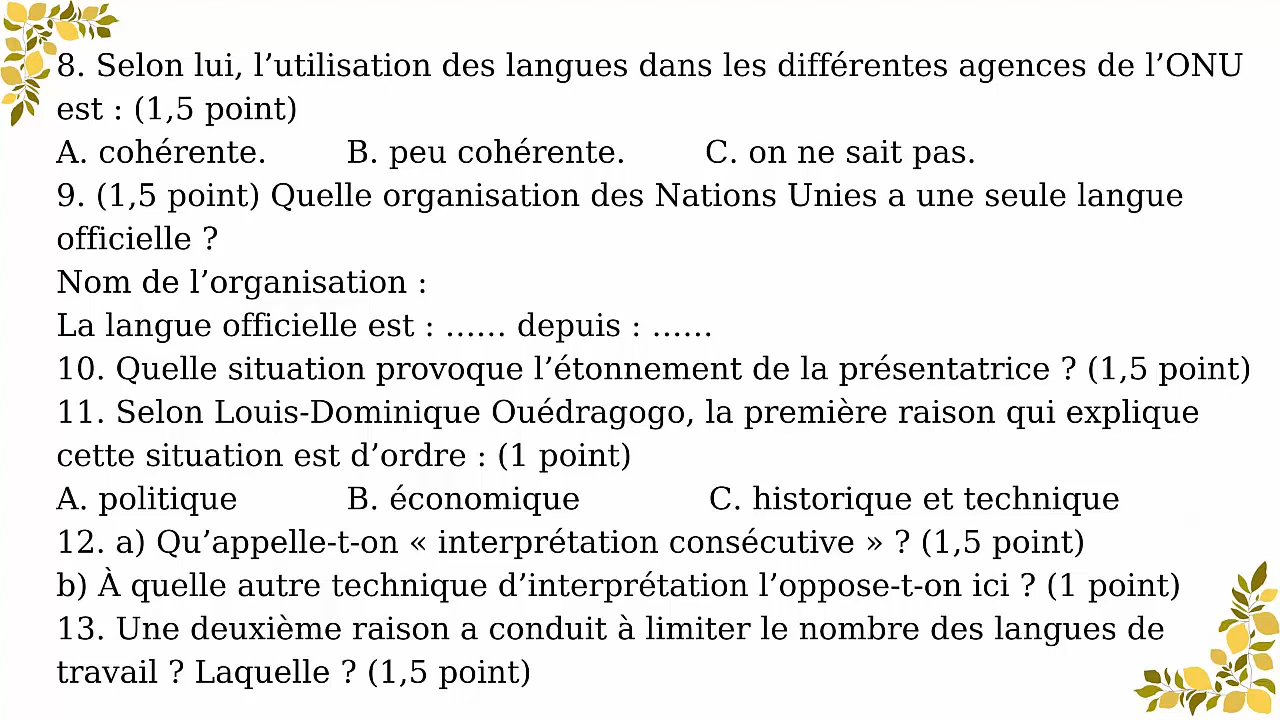 8. Selon lui, l’utilisation des langues dans les différentes agences de l’ONU
est : (1,5 point)
A. cohérente. B. peu cohérente. C. on ne sait pas.
9. (1,5 point) Quelle organisation des Nations Unies a une seule langue
officielle ?
Nom de l’organisation :
La langue officielle est : …… depuis : ……
10. Quelle situation provoque l’étonnement de la présentatrice ? (1,5 point)
11. Selon Louis-Dominique Ouédragogo, la première raison qui explique
cette situation est d’ordre : (1 point)
A. politique B. économique C. historique et technique
12. a) Qu’appelle-t-on « interprétation consécutive » ? (1,5 point)
b) À quelle autre technique d’interprétation l’oppose-t-on ici ? (1 point)
13. Une deuxième raison a conduit à limiter le nombre des langues de
travail ? Laquelle ? (1,5 point)